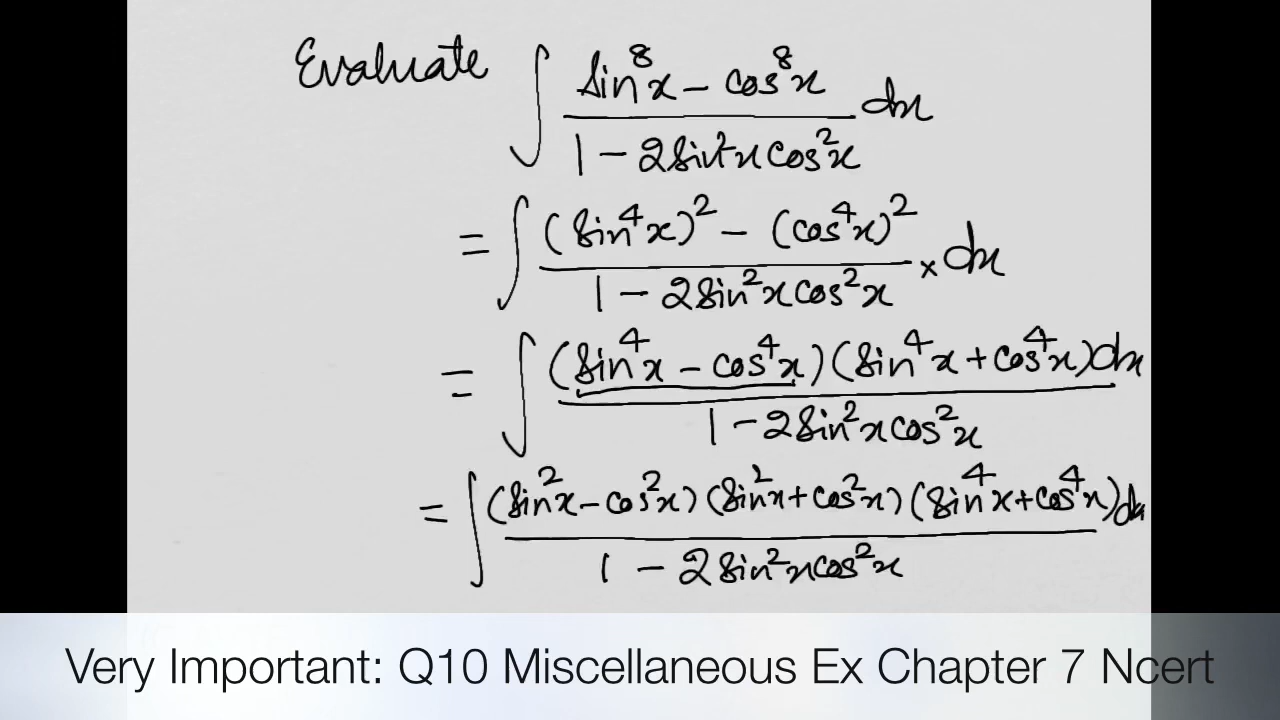 Evaluate ∫ (sin⁸x − cos⁸x) / (1 − 2sin²x cos²x) dx
= ∫ ((sin⁴x)² − (cos⁴x)²) / (1 − 2sin²x cos²x) × dx
= ∫ (sin⁴x − cos⁴x)(sin⁴x + cos⁴x)dx / (1 − 2sin²x cos²x)
= ∫ (sin²x − cos²x)(sin²x + cos²x)(sin⁴x + cos⁴x)dx / (1 − 2sin²x cos²x)
Very Important: Q10 Miscellaneous Ex Chapter 7 Ncert